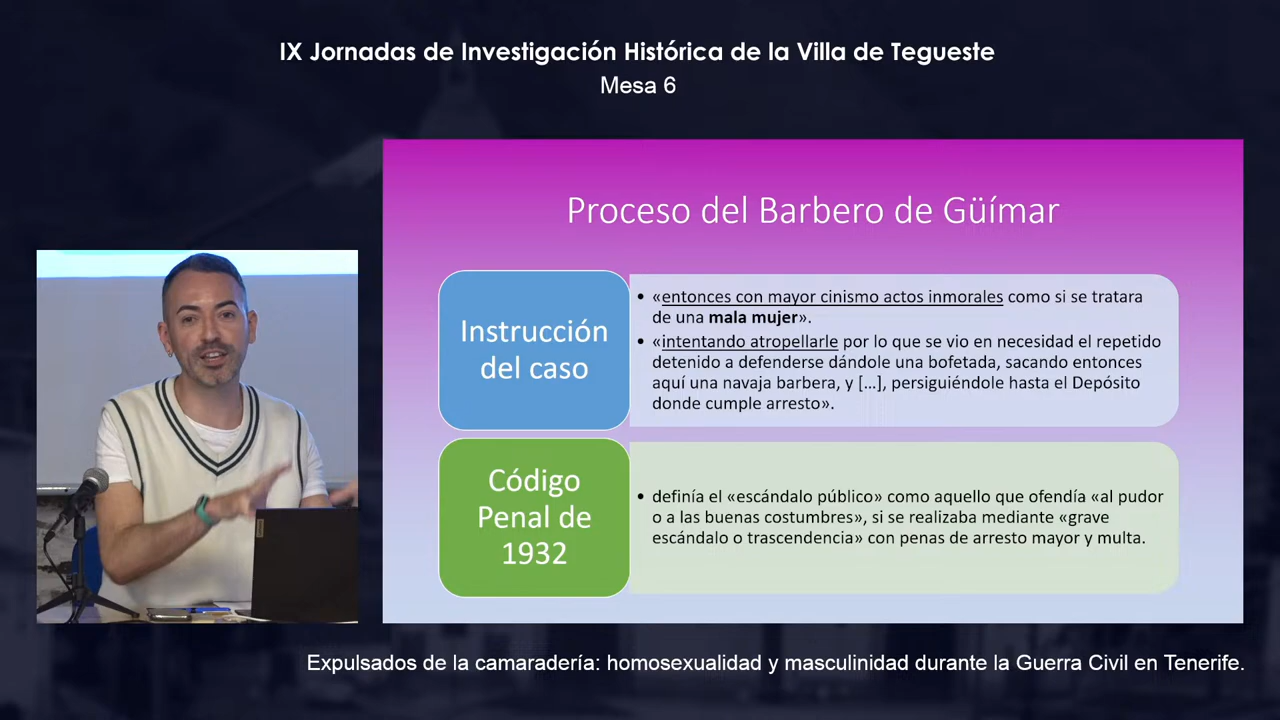 IX Jornadas de Investigación Histórica de la Villa de Tegueste
Mesa 6
Proceso del Barbero de Güímar
Instrucción
del caso
• «entonces con mayor cinismo actos inmorales como si se tratara
de una mala mujer».
• «intentando atropellarle por lo que se vio en necesidad el repetido
detenido a defenderse dándole una bofetada, sacando entonces
aquí una navaja barbera, y [...], persiguiéndole hasta el Depósito
donde cumple arresto».
Código
Penal de
1932
• definía el «escándalo público» como aquello que ofendía «al pudor
o a las buenas costumbres», si se realizaba mediante «grave
escándalo o trascendencia» con penas de arresto mayor y multa.
Expulsados de la camaradería: homosexualidad y masculinidad durante la Guerra Civil en Tenerife.